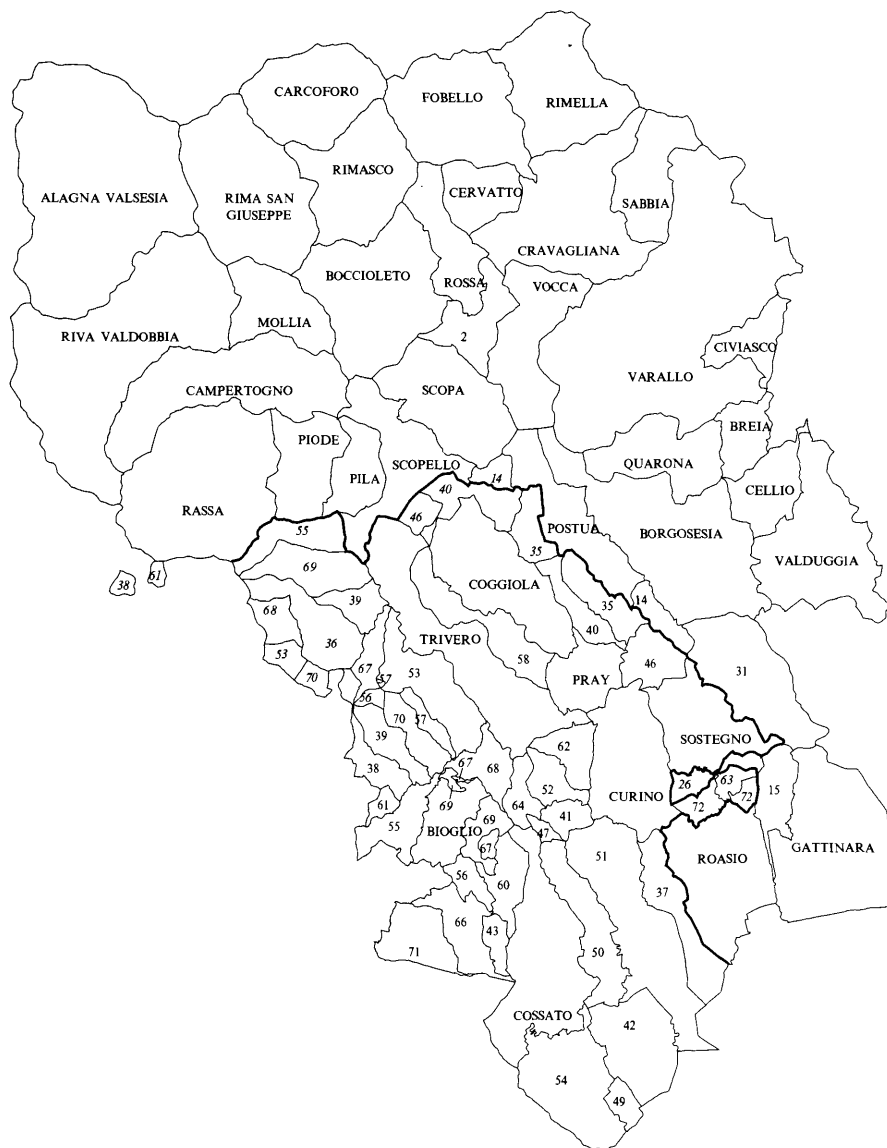 CARCOFORO
FOBELLO
RIMELLA
RIMASCO
ALAGNA VALSESIA
RIMA SAN
GIUSEPPE
CERVATTO
SABBIA
CRAVAGLIANA
BOCCIOLETO
ROSSA
VOCCA
RIVA VALDOBBIA
MOLLIA
2
CIVIASCO
VARALLO
CAMPERTOGNO
SCOPA
BREIA
PIODE
SCOPELLO
QUARONA
PILA
14
40
CELLIO
RASSA
46
55
POSTUA
BORGOSESIA
35
VALDUGGIA
69
61
38
COGGIOLA
39
35
14
68
36
TRIVERO
40
53
58
46
31
67
57
53
70
PRAY
56
70
57
SOSTEGNO
39
62
67
68
38
26
63
52
72
15
61
69
64
CURINO
72
69
41
55
BIOGLIO
47
GATTINARA
67
51
ROASIO
56
60
37
66
43
71
50
COSSATO
42
54
49